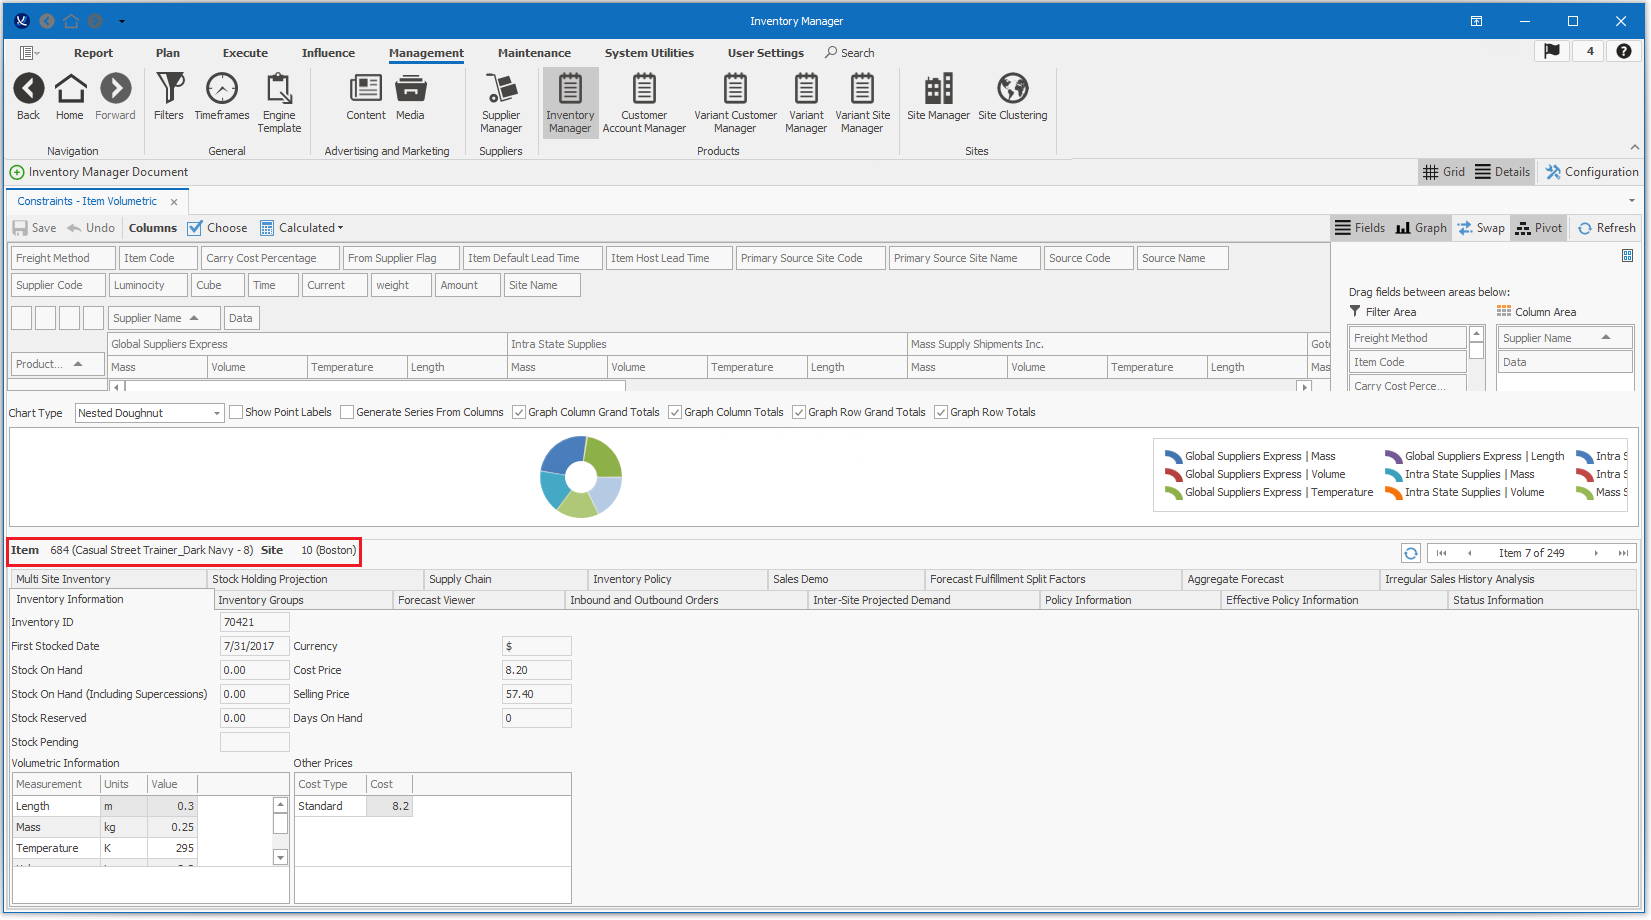 Inventory Manager
Report Plan Execute Influence Management Maintenance System Utilities User Settings Search 4
Back Home Forward Filters Timeframes Engine Template Content Media Supplier Manager Inventory Manager Customer Account Manager Variant Customer Manager Variant Manager Variant Site Manager Site Manager Site Clustering
Navigation General Advertising and Marketing Suppliers Products Sites
Inventory Manager Document Grid Details Configuration
Constraints - Item Volumetric
Save Undo Columns Choose Calculated Fields Graph Swap Pivot Refresh
Freight Method Item Code Carry Cost Percentage From Supplier Flag Item Default Lead Time Item Host Lead Time Primary Source Site Code Primary Source Site Name Source Code Source Name
Supplier Code Luminocity Cube Time Current weight Amount Site Name
Drag fields between areas below:
Filter Area Column Area
Supplier Name Data
Freight Method Supplier Name
Item Code Data
Carry Cost Perce...
Global Suppliers Express Intra State Supplies Mass Supply Shipments Inc. Goto
Product... Mass Volume Temperature Length Mass Volume Temperature Length Mass Volume Temperature Length Mass
Chart Type Nested Doughnut Show Point Labels Generate Series From Columns Graph Column Grand Totals Graph Column Totals Graph Row Grand Totals Graph Row Totals
Global Suppliers Express | Mass Global Suppliers Express | Length Intra S
Global Suppliers Express | Volume Intra State Supplies | Mass Intra S
Global Suppliers Express | Temperature Intra State Supplies | Volume Mass S
Item 684 (Casual Street Trainer_Dark Navy - 8) Site 10 (Boston) Item 7 of 249
Multi Site Inventory Stock Holding Projection Supply Chain Inventory Policy Sales Demo Forecast Fulfillment Split Factors Aggregate Forecast Irregular Sales History Analysis
Inventory Information Inventory Groups Forecast Viewer Inbound and Outbound Orders Inter-Site Projected Demand Policy Information Effective Policy Information Status Information
Inventory ID 70421
First Stocked Date 7/31/2017 Currency $
Stock On Hand 0.00 Cost Price 8.20
Stock On Hand (Including Supercessions) 0.00 Selling Price 57.40
Stock Reserved 0.00 Days On Hand 0
Stock Pending
Volumetric Information Other Prices
Measurement Units Value Cost Type Cost
Length m 0.3 Standard 8.2
Mass kg 0.25
Temperature K 295